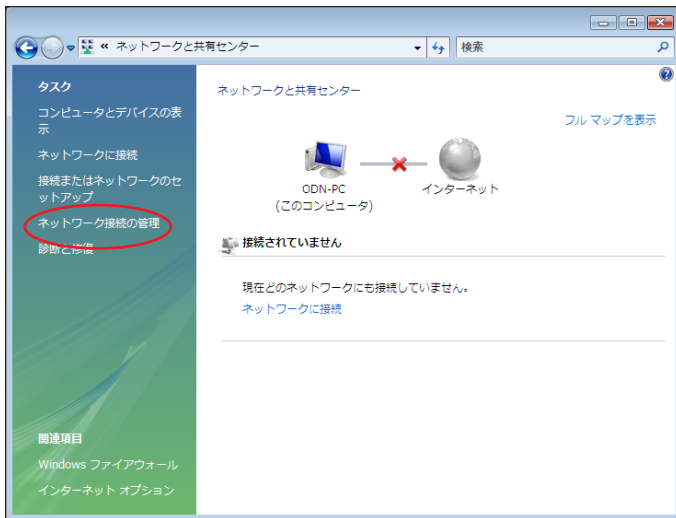 « ネットワークと共有センター
検索
タスク
コンピュータとデバイスの表
示
ネットワークに接続
接続またはネットワークのセ
ットアップ
ネットワーク接続の管理
診断と修復
関連項目
Windows ファイアウォール
インターネット オプション
ネットワークと共有センター
フル マップを表示
ODN-PC
(このコンピュータ)
インターネット
接続されていません
現在どのネットワークにも接続していません。
ネットワークに接続